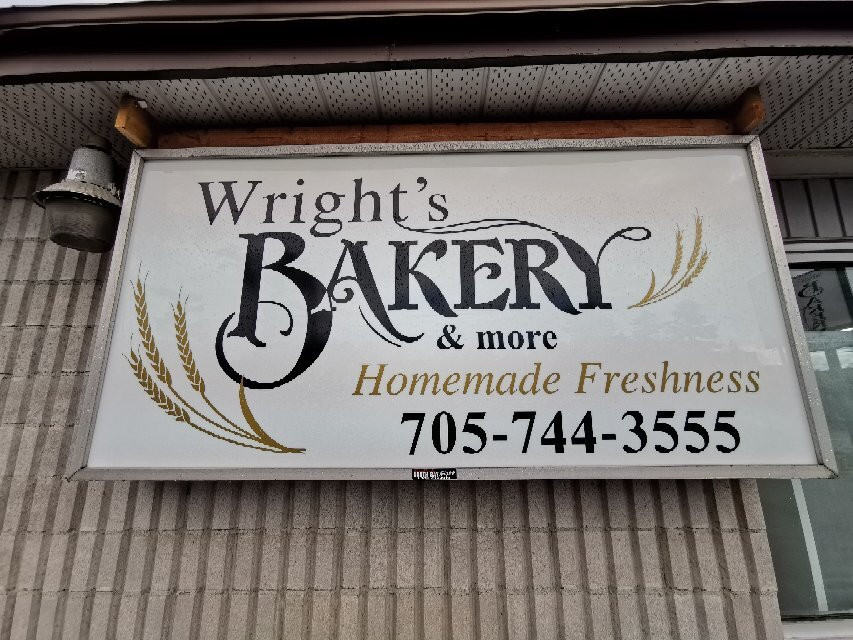 Wright's
BAKERY
& more
Homemade Freshness
705-744-3555